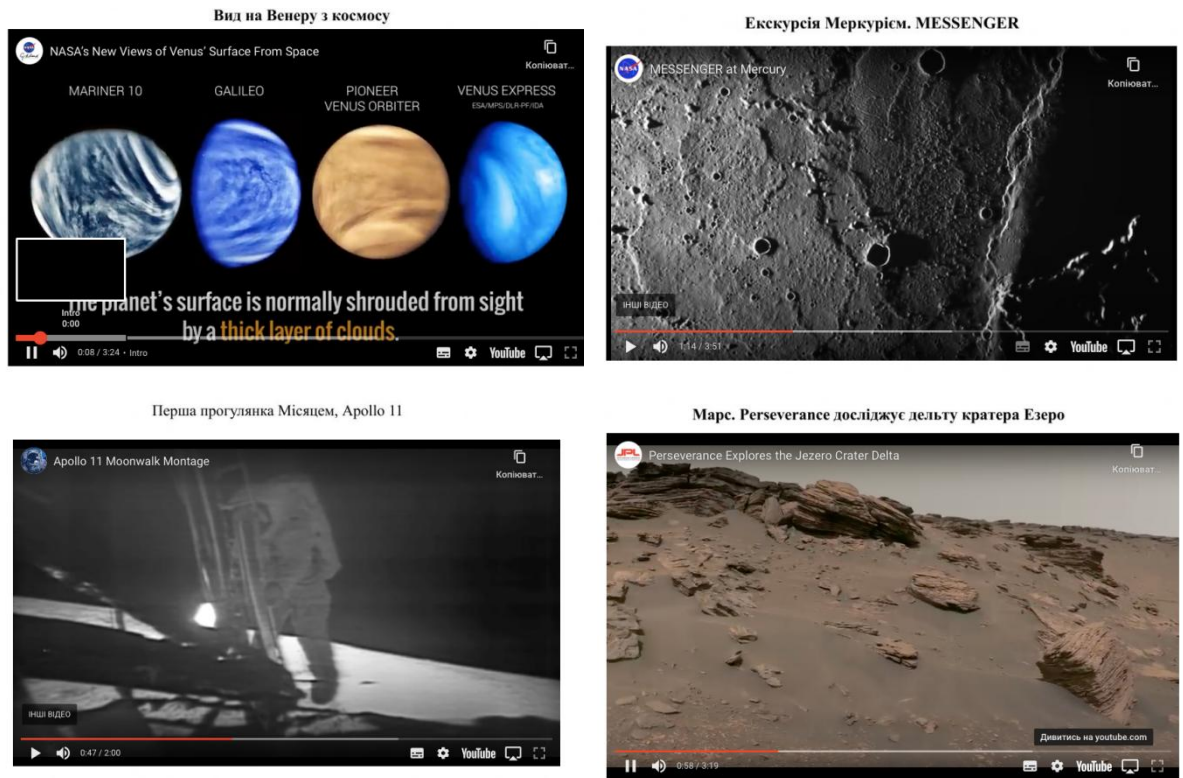 Вид на Венеру з космосу
NASA's New Views of Venus' Surface From Space
Копіюват...
MARINER 10
GALILEO
PIONEER
VENUS ORBITER
VENUS EXPRESS
ESA/MPS/DLR-PF/IDA
The planet's surface is normally shrouded from sight
by a thick layer of clouds.
Intro
0:00
0:08 / 3:24 • Intro
YouTube
Екскурсія Меркурієм. MESSENGER
NASA
MESSENGER at Mercury
Копіюват...
ІНШІ ВІДЕО
1:14 / 3:51
YouTube
Перша прогулянка Місяцем, Apollo 11
Apollo 11 Moonwalk Montage
Копіюват...
ІНШІ ВІДЕО
0:47 / 2:00
YouTube
Марс. Perseverance досліджує дельту кратера Езеро
JPL
Perseverance Explores the Jezero Crater Delta
Копіюват...
Дивитись на youtube.com
0:58 / 3:19
YouTube